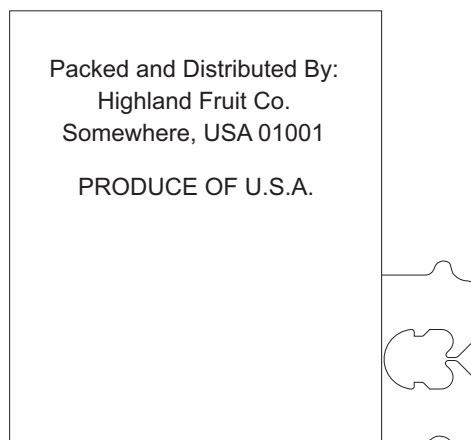 Packed and Distributed By:
Highland Fruit Co.
Somewhere, USA 01001
PRODUCE OF U.S.A.